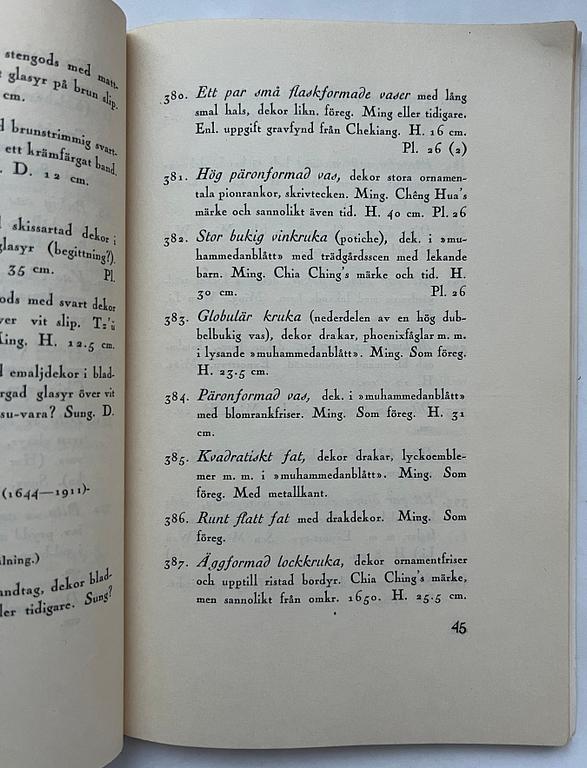 stengods med matt-
glasyr på brun slip.
cm.
brunstrimmig svart-
ett krämfärgat band.
D. 12 cm.
skissartad dekor i
glasyr (begittning?).
35 cm. Pl.
gods med svart dekor
över vit slip. Tz'ŭ
Ming. H. 12.5 cm.
emaljdekor i blad-
glasyr över vit
su-vara? Sung. D.
(1644—1911)-
dekor blad-
eller tidigare. Sung?
380. Ett par små flaskformade vaser med lång
smal hals, dekor likn. föreg. Ming eller tidigare.
Enl. uppgift gravfynd från Chekiang. H. 16 cm.
Pl. 26 (2)
381. Hög päronformad vas, dekor stora ornamen-
tala pionrankor, skrivtecken. Ming. Chêng Hua's
märke och sannolikt även tid. H. 40 cm. Pl. 26
382. Stor bukig vinkruka (potiche), dek. i »mu-
hammedanblått» med trädgårdsscen med lekande
barn. Ming. Chia Ching's märke och tid. H.
30 cm. Pl. 26
383. Globulär kruka (nederdelen av en hög dub-
belbukig vas), dekor drakar, phoenixfåglar m. m.
i lysande »muhammedanblått». Ming. Som föreg.
H. 23.5 cm.
384. Päronformad vas, dek. i »muhammedanblått»
med blomrankfriser. Ming. Som föreg. H. 31
cm.
385. Kvadratiskt fat, dekor drakar, lyckoemble-
mer m. m. i »muhammedanblått». Ming. Som
föreg. Med metallkant.
386. Runt flatt fat med drakdekor. Ming. Som
föreg.
387. Äggformad lockkruka, dekor ornamentfriser
och upptill ristad bordyr. Chia Ching's märke,
men sannolikt från omkr. 1650. H. 25.5 cm.
45